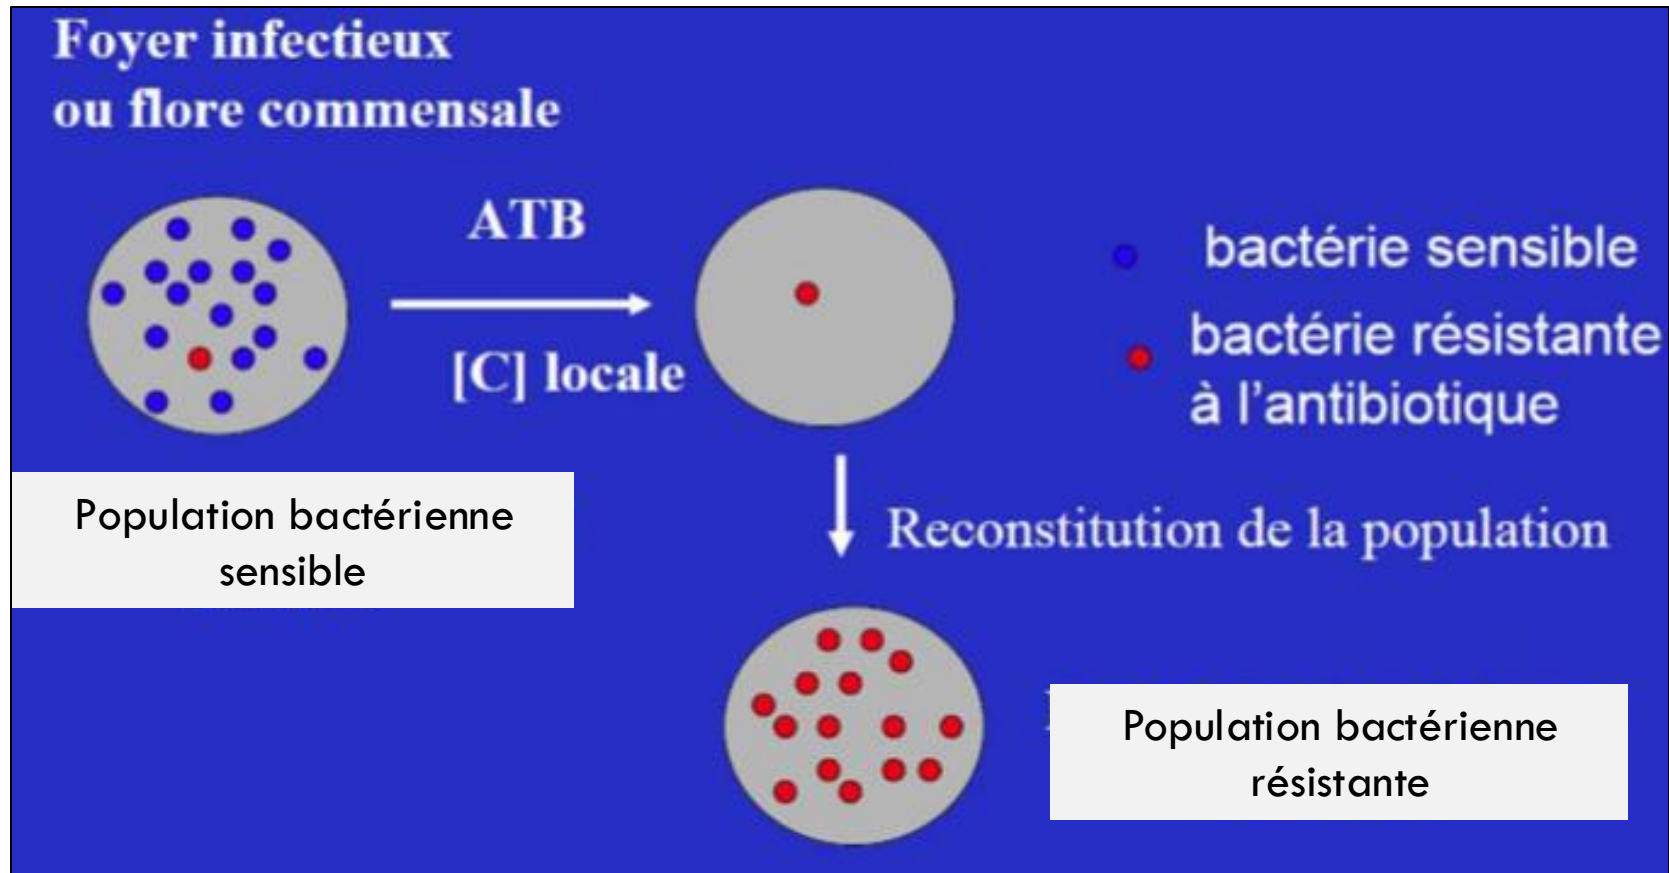 Foyer infectieux
ou flore commensale
ATB
[C] locale
bactérie sensible
bactérie résistante
à l'antibiotique
Population bactérienne
sensible
Reconstitution de la population
Population bactérienne
résistante